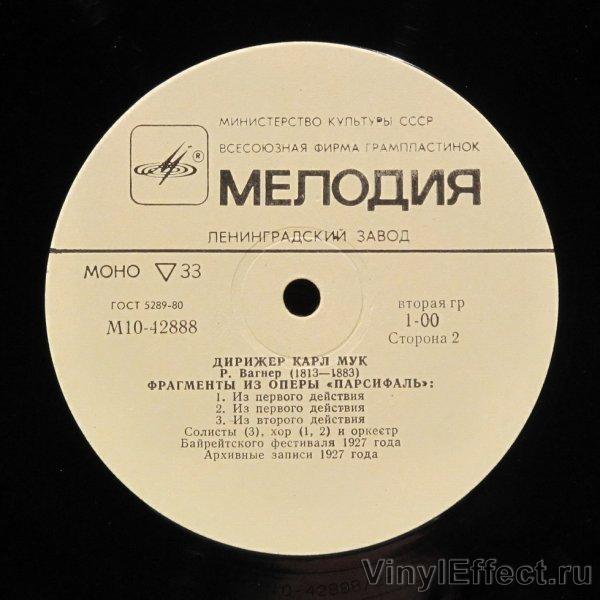 МИНИСТЕРСТВО КУЛЬТУРЫ СССР
ВСЕСОЮЗНАЯ ФИРМА ГРАМПЛАСТИНОК
®
МЕЛОДИЯ
ЛЕНИНГРАДСКИЙ ЗАВОД
МОНО ▽ 33
ГОСТ 5289-80
М10-42888
вторая гр
1-00
Сторона 2
ДИРИЖЕР КАРЛ МУК
Р. Вагнер (1813—1883)
ФРАГМЕНТЫ ИЗ ОПЕРЫ «ПАРСИФАЛЬ»:
1. Из первого действия
2. Из первого действия
3. Из второго действия
Солисты (3), хор (1, 2) и оркестр
Байрейтского фестиваля 1927 года
Архивные записи 1927 года
VinylEffect.ru